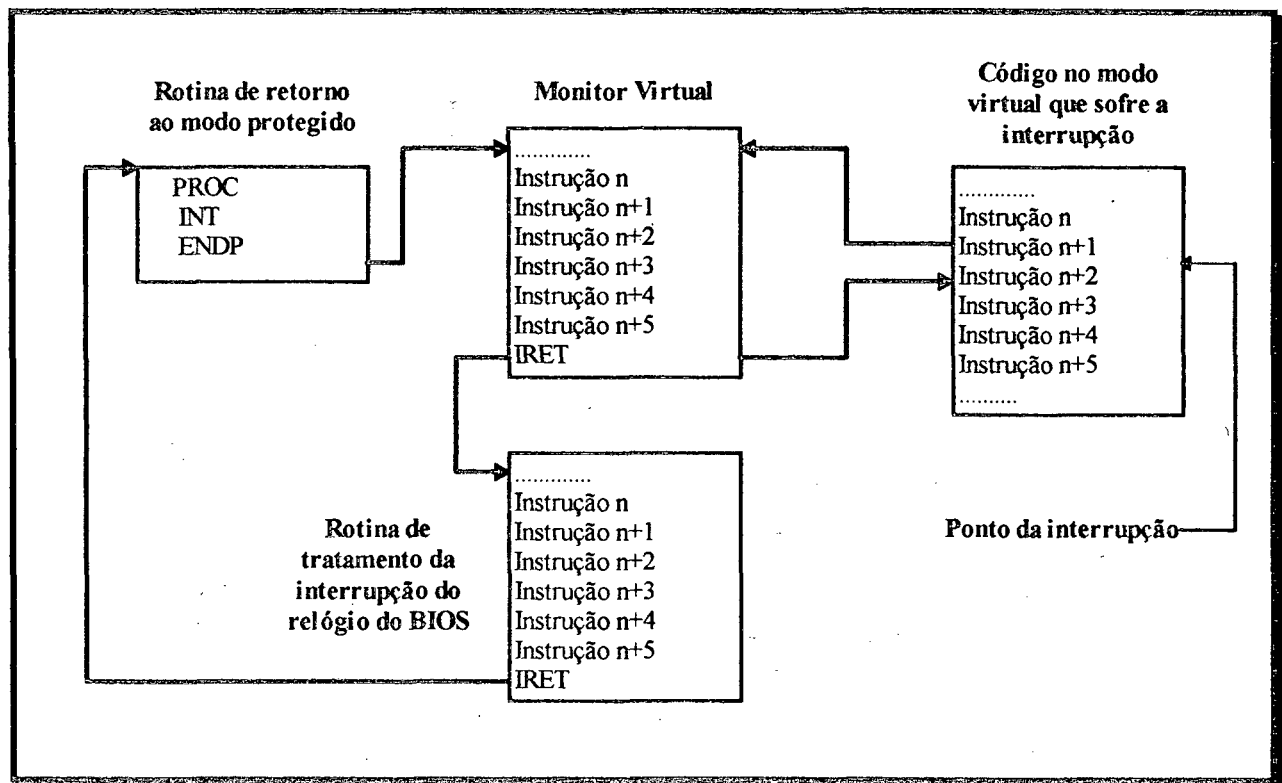 Rotina de retorno
ao modo protegido
PROC
INT
ENDP
Monitor Virtual
.............
Instrução n
Instrução n+1
Instrução n+2
Instrução n+3
Instrução n+4
Instrução n+5
IRET
Código no modo
virtual que sofre a
interrupção
.............
Instrução n
Instrução n+1
Instrução n+2
Instrução n+3
Instrução n+4
Instrução n+5
..........
Rotina de
tratamento da
interrupção do
relógio do BIOS
.............
Instrução n
Instrução n+1
Instrução n+2
Instrução n+3
Instrução n+4
Instrução n+5
IRET
Ponto da interrupção